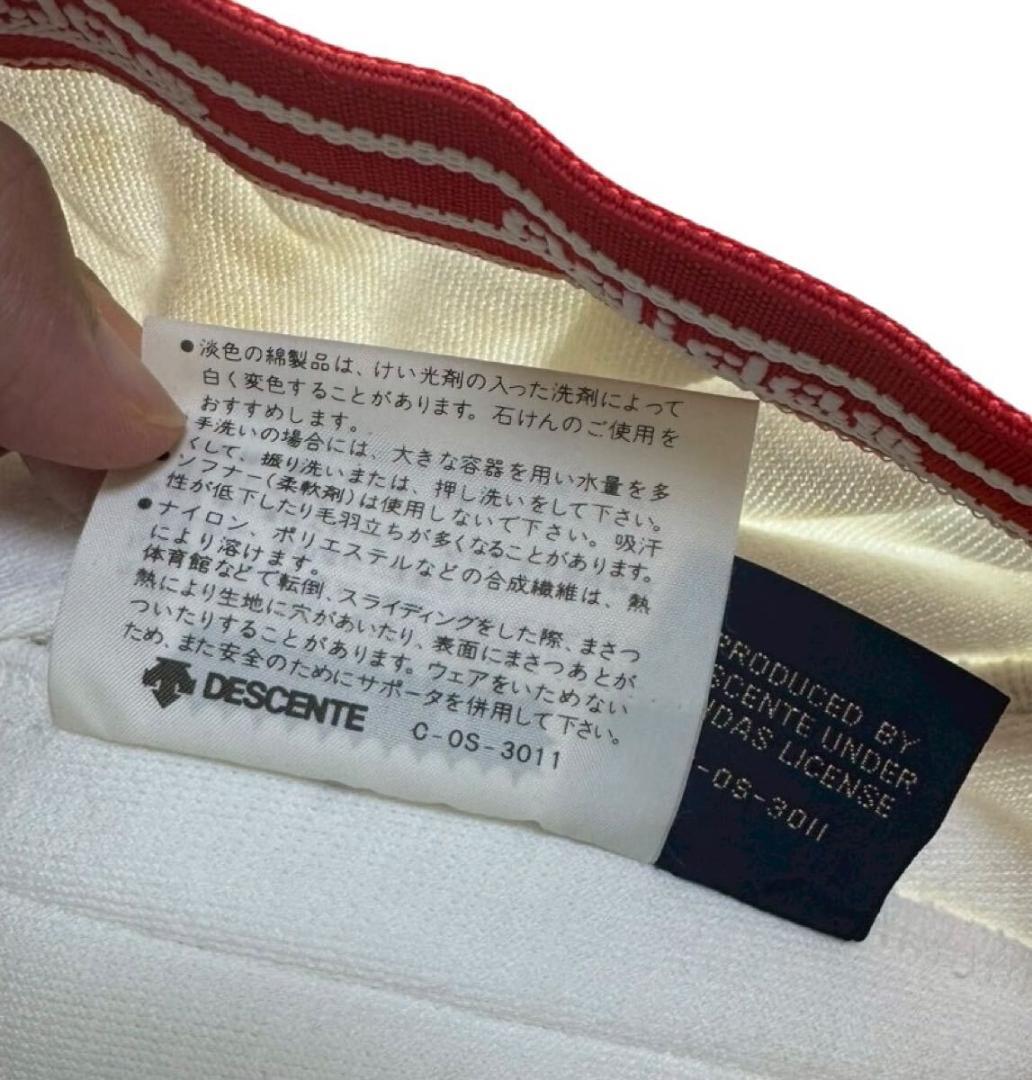 ●淡色の綿製品は、けい光剤の入った洗剤によって
白く変色することがあります。石けんのご使用を
おすすめします。
手洗いの場合には、大きな容器を用い水量を多
くして、振り洗いまたは、押し洗いをして下さい。
ソフナー(柔軟剤)は使用しないで下さい。吸汗
性が低下したり毛羽立ちが多くなることがあります。
●ナイロン、ポリエステルなどの合成繊維は、熱
により溶けます。
体育館などで転倒、スライディングをした際、まさつ
熱により生地に穴があいたり、表面にまさつあとが
ついたりすることがあります。ウェアをいためない
ため、また安全のためにサポータを併用して下さい。
DESCENTE C-OS-3011
PRODUCED BY
SCENTE UNDER
DAS LICENSE
-OS-3011